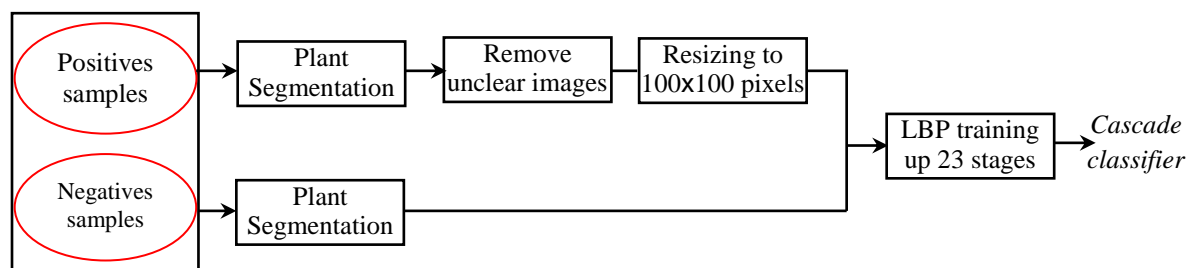 Positives
samples
Plant
Segmentation
Remove
unclear images
Resizing to
100x100 pixels
LBP training
up 23 stages
Cascade
classifier
Negatives
samples
Plant
Segmentation